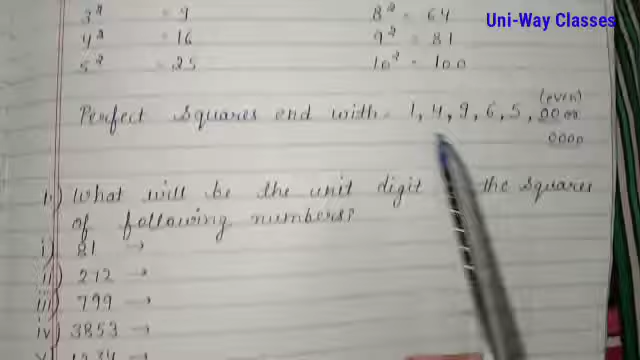 Uni-Way Classes
3² = 9
8² = 64
4² = 16
9² = 81
5² = 25
10² = 100
(even)
Perfect squares end with = 1, 4, 9, 6, 5, 00 or
0000
1.) What will be the unit digit the squares
of following numbers?
i) 81 →
ii) 272 →
iii) 799 →
iv) 3853 →
v) 1234 →